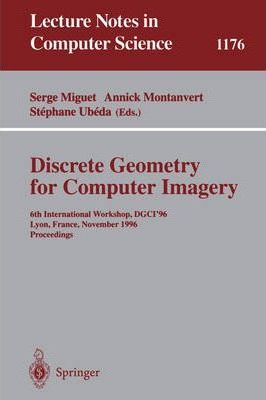 Lecture Notes in
Computer Science 1176
Serge Miguet Annick Montanvert
Stéphane Ubéda (Eds.)
Discrete Geometry
for Computer Imagery
6th International Workshop, DGCI'96
Lyon, France, November 1996
Proceedings
Springer